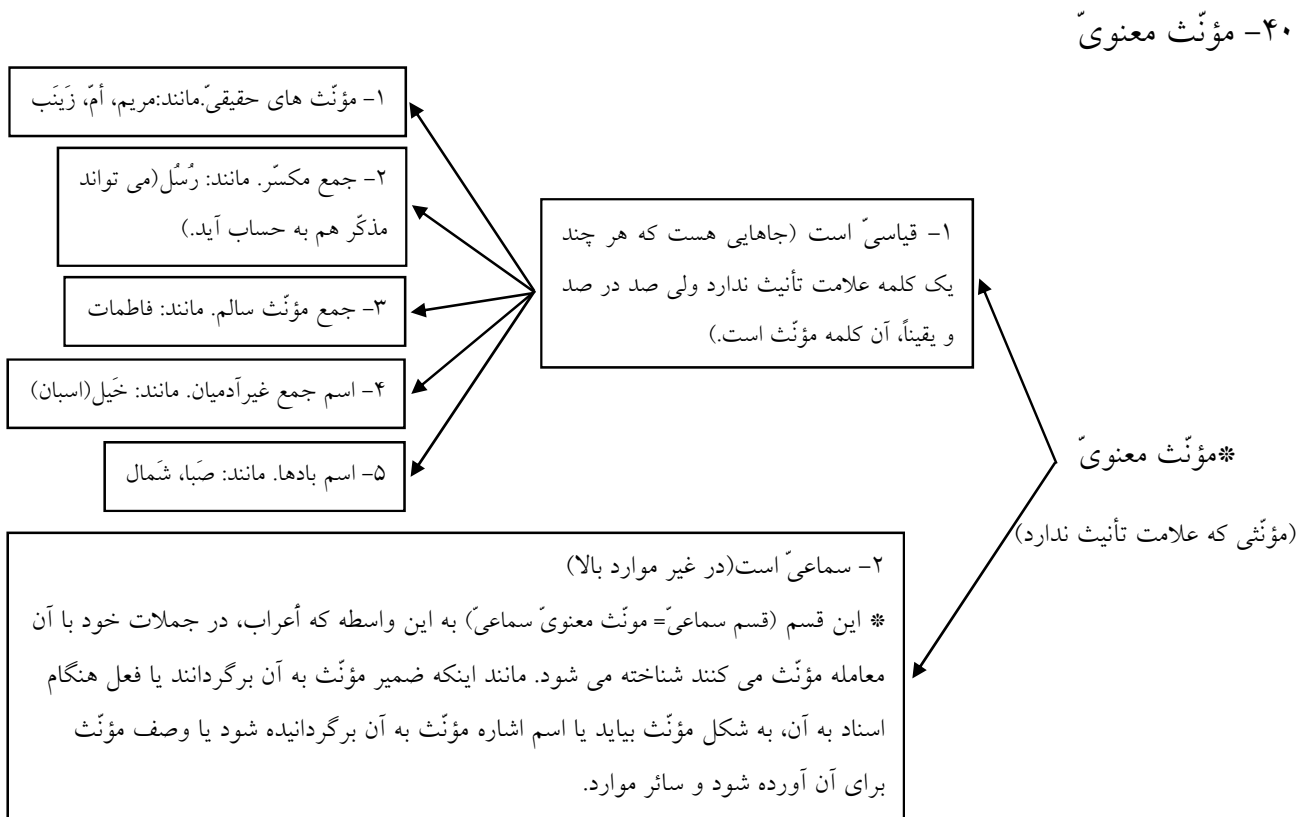 ۴۰- مؤنّث معنویّ
*مؤنّث معنویّ
(مؤنّثی که علامت تأنیث ندارد)
۱- قیاسیّ است (جاهایی هست که هر چند
یک کلمه علامت تأنیث ندارد ولی صد در صد
و یقیناً، آن کلمه مؤنّث است.)
۱- مؤنّث های حقیقیّ.مانند:مریم، أمّ، زَینَب
۲- جمع مکسّر. مانند: رُسُل(می تواند
مذکّر هم به حساب آید.)
۳- جمع مؤنّث سالم. مانند: فاطمات
۴- اسم جمع غیرآدمیان. مانند: خَیل(اسبان)
۵- اسم بادها. مانند: صَبا، شَمال
۲- سماعیّ است(در غیر موارد بالا)
* این قسم (قسم سماعیّ= مونّث معنویّ سماعیّ) به این واسطه که أعراب، در جملات خود با آن
معامله مؤنّث می کنند شناخته می شود. مانند اینکه ضمیر مؤنّث به آن برگردانند یا فعل هنگام
اسناد به آن، به شکل مؤنّث بیاید یا اسم اشاره مؤنّث به آن برگردانیده شود یا وصف مؤنّث
برای آن آورده شود و سائر موارد.